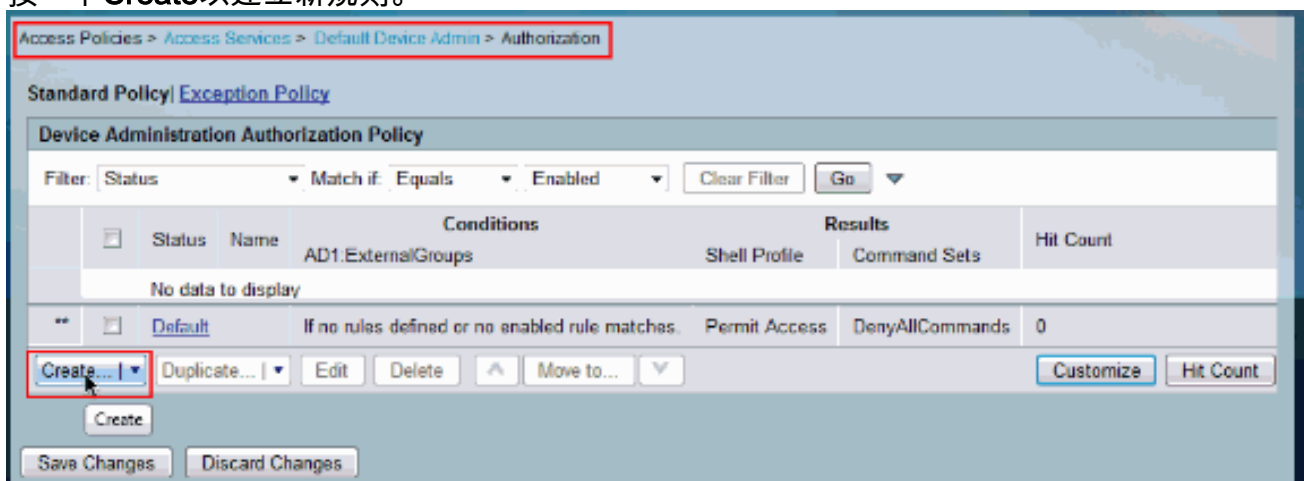 Create
Access Policies > Access Services > Default Device Admin > Authorization
Standard Policy| Exception Policy
Device Administration Authorization Policy
Filter: Status Match if: Equals Enabled Clear Filter Go
Status Name Conditions Results Hit Count
AD1:ExternalGroups Shell Profile Command Sets
No data to display
** Default If no rules defined or no enabled rule matches. Permit Access DenyAllCommands 0
Create... | Duplicate... | Edit Delete Move to... Customize Hit Count
Create
Save Changes Discard Changes